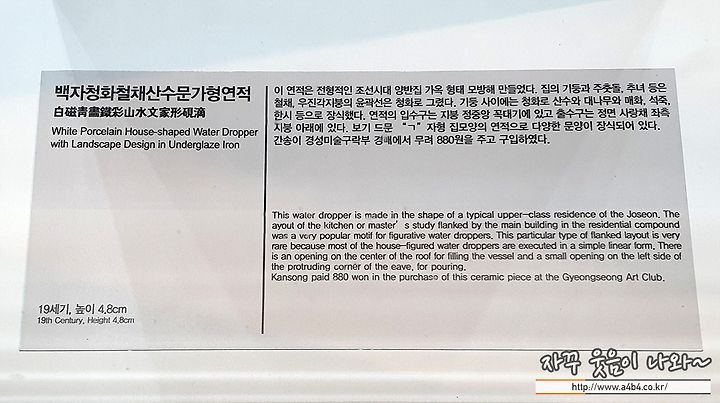 백자청화철채산수문가형연적
白磁靑畵鐵彩山水文家形硯滴
White Porcelain House-shaped Water Dropper
with Landscape Design in Underglaze Iron
19세기, 높이 4.8cm
19th Century, Height 4.8cm
이 연적은 전형적인 조선시대 양반집 가옥 형태 모방해 만들었다. 집의 기둥과 주춧돌, 추녀 등은
철채, 우진각지붕의 윤곽선은 청화로 그렸다. 기둥 사이에는 청화로 산수와 대나무와 매화, 석죽,
한시 등으로 장식했다. 연적의 입수구는 지붕 정중앙 꼭대기에 있고 출수구는 정면 사랑채 좌측
지붕 아래에 있다. 보기 드문 “ㄱ”자형 집모양의 연적으로 다양한 문양이 장식되어 있다.
간송이 경성미술구락부 경매에서 무려 880원을 주고 구입하였다.
This water dropper is made in the shape of a typical upper-class residence of the Joseon. The
ayout of the kitchen or master's study flanked by the main building in the residential compound
was a very popular motif for figurative water droppers. This particular type of flanked layout is very
rare because most of the house-figured water droppers are executed in a simple linear form. There
is an opening on the center of the roof for filling the vessel and a small opening on the left side of
the protruding corner of the eave, for pouring.
Kansong paid 880 won in the purchase of this ceramic piece at the Gyeongseong Art Club.
자꾸 웃음이 나와~
http://www.a4b4.co.kr/